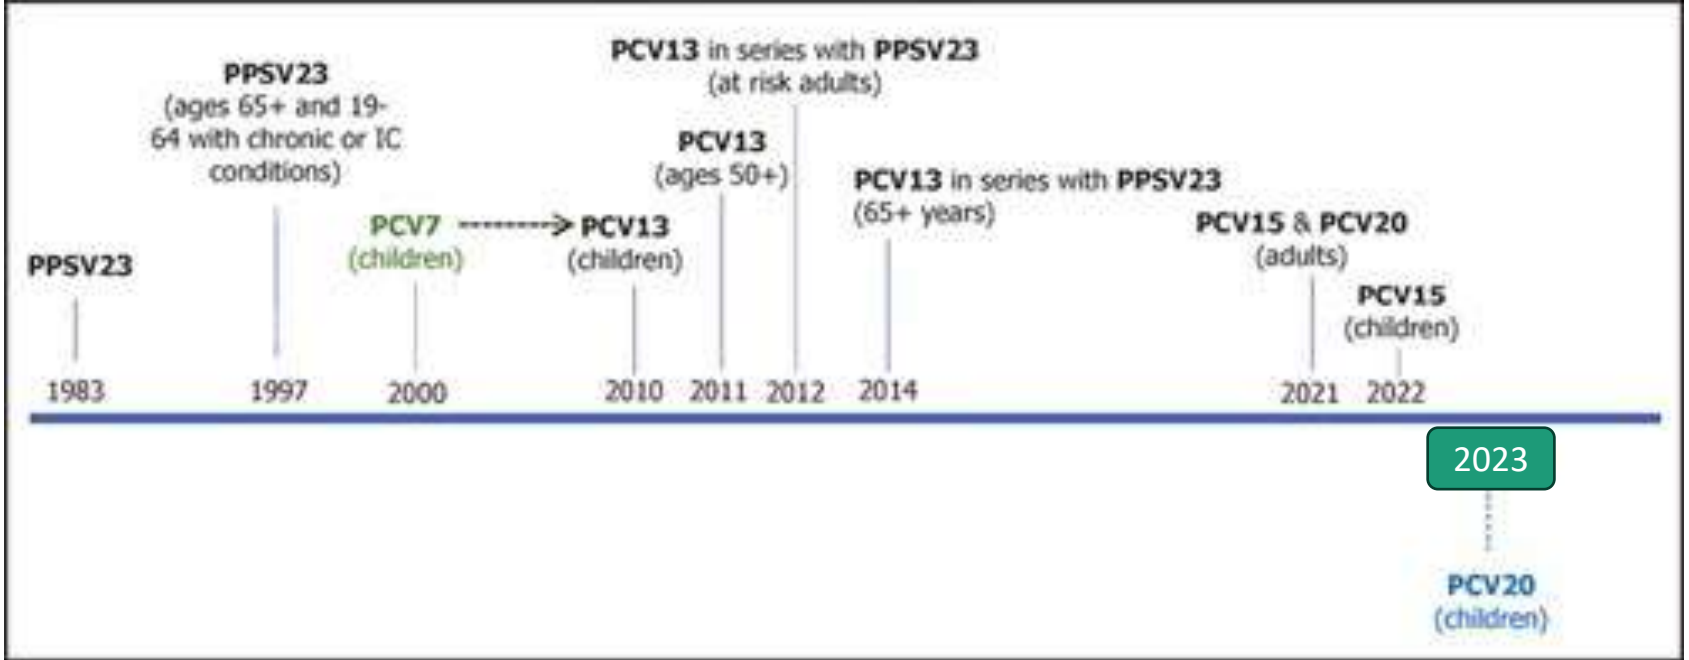 PPSV23
1983
PPSV23
(ages 65+ and 19-
64 with chronic or IC
conditions)
1997
PCV7
(children)
2000
PCV13
(children)
2010
PCV13
(ages 50+)
2011
PCV13 in series with PPSV23
(at risk adults)
2012
PCV13 in series with PPSV23
(65+ years)
2014
PCV15 & PCV20
(adults)
2021
PCV15
(children)
2022
2023
PCV20
(children)